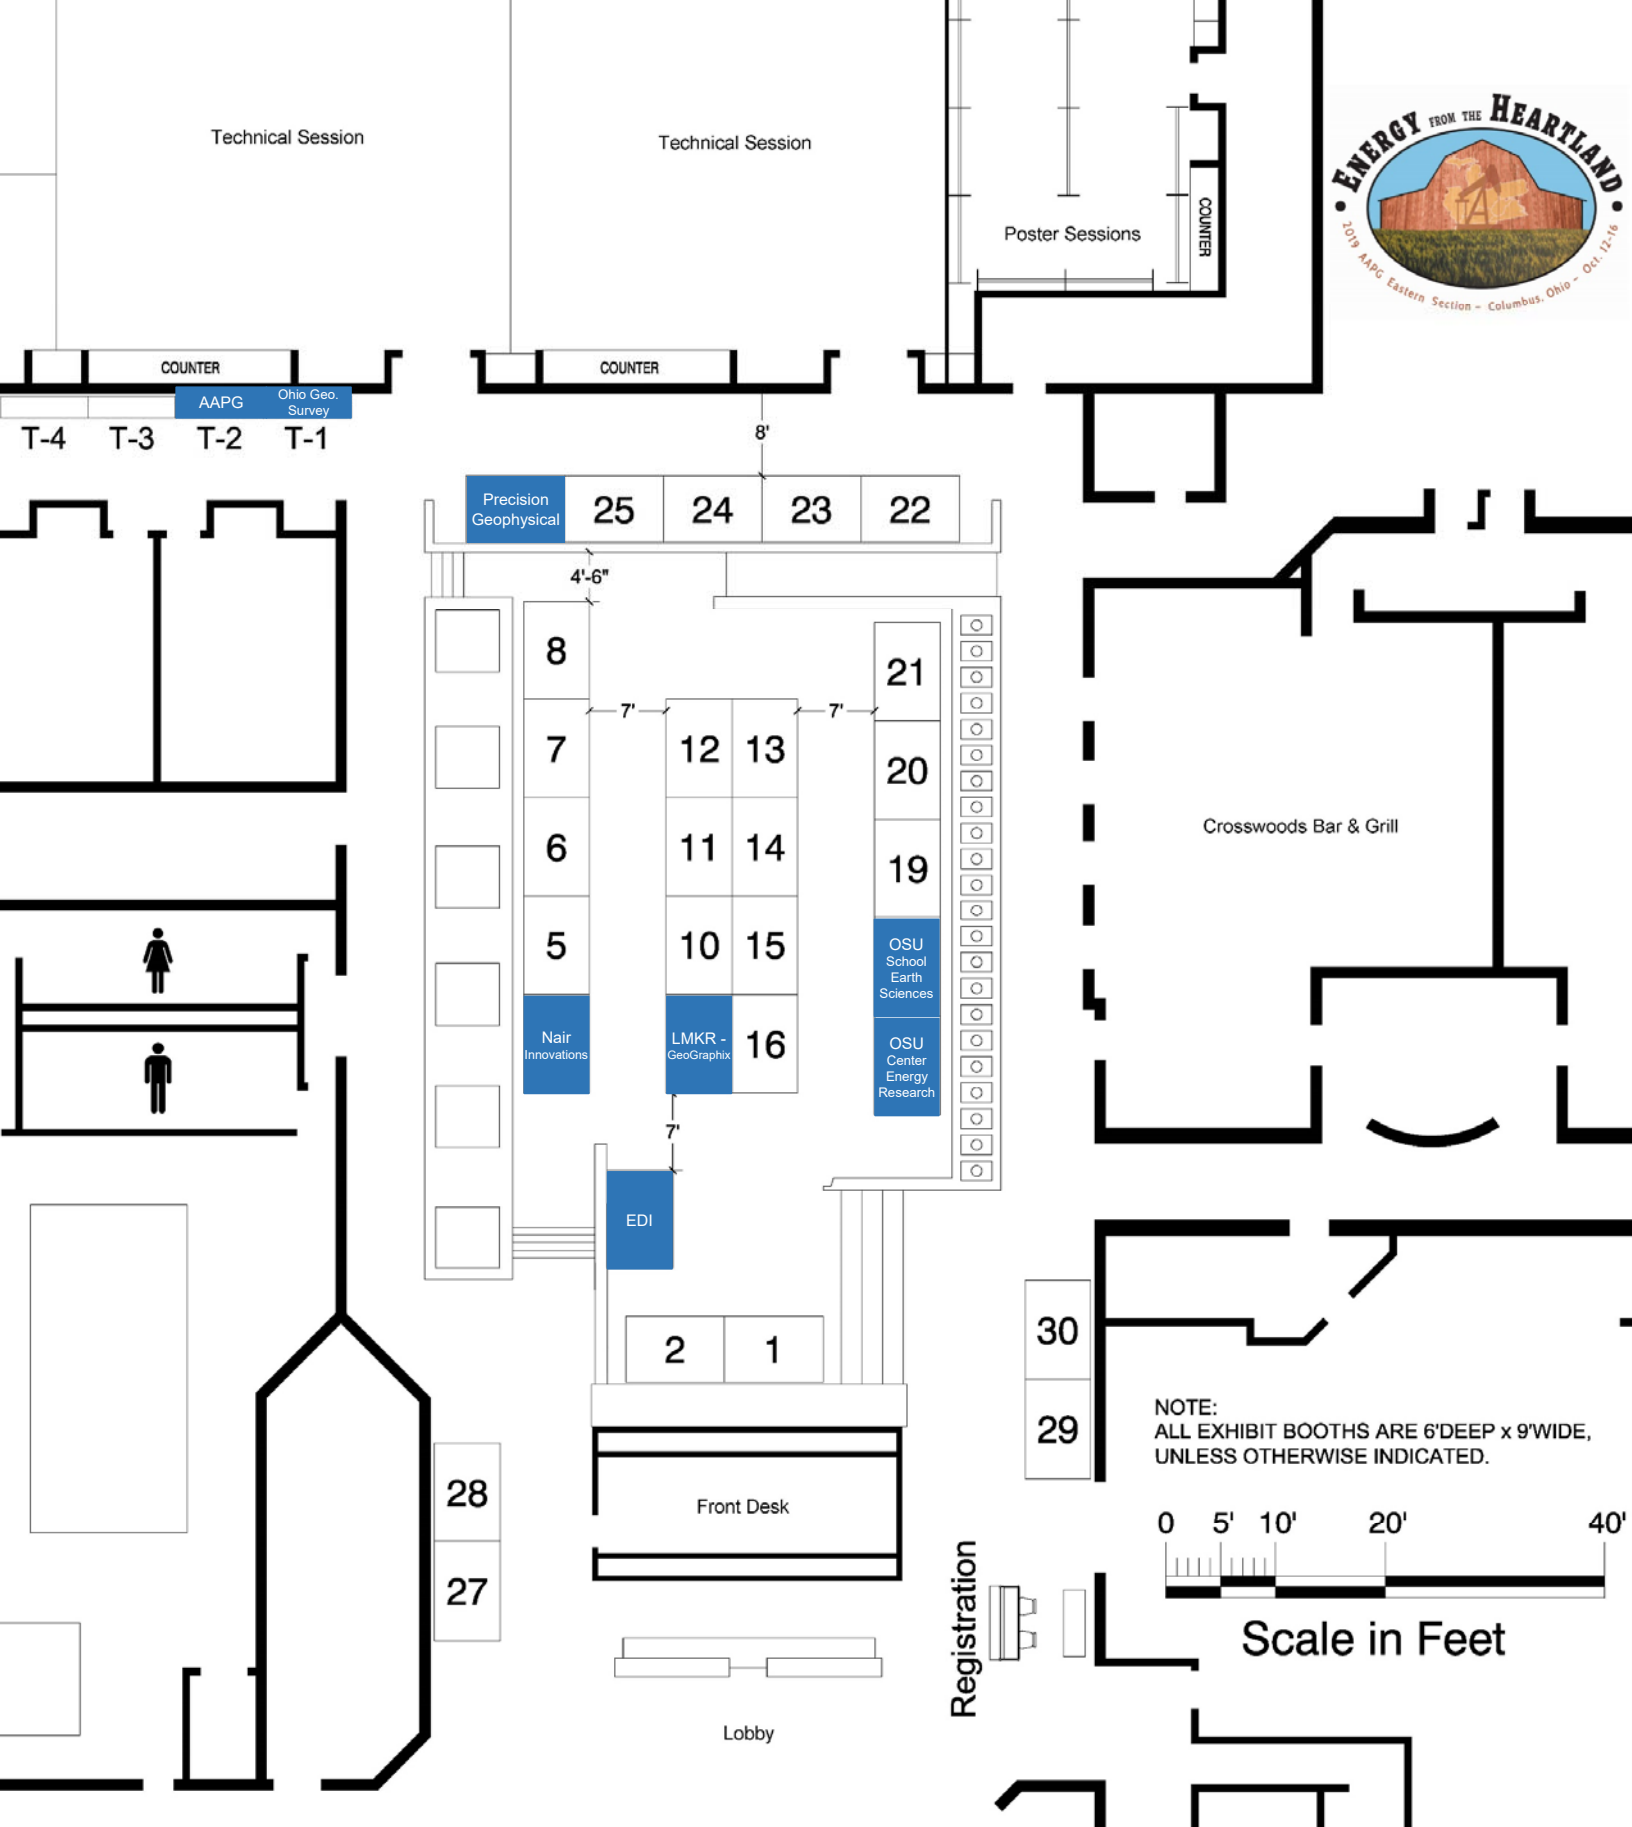 Technical Session
Technical Session
Poster Sessions
COUNTER
ENERGY FROM THE HEARTLAND
2019 AAPG Eastern Section - Columbus, Ohio - Oct. 12-16
COUNTER
COUNTER
AAPG
Ohio Geo.
Survey
T-4
T-3
T-2
T-1
8'
Precision
Geophysical
25
24
23
22
4'-6"
8
7
6
5
Nair
Innovations
7'
7'
12
13
11
14
10
15
LMKR -
GeoGraphix
16
21
20
19
OSU
School
Earth
Sciences
OSU
Center
Energy
Research
Crosswoods Bar & Grill
7'
EDI
2
1
30
29
28
27
Front Desk
Registration
Lobby
NOTE:
ALL EXHIBIT BOOTHS ARE 6'DEEP x 9'WIDE,
UNLESS OTHERWISE INDICATED.
0 5' 10' 20' 40'
Scale in Feet